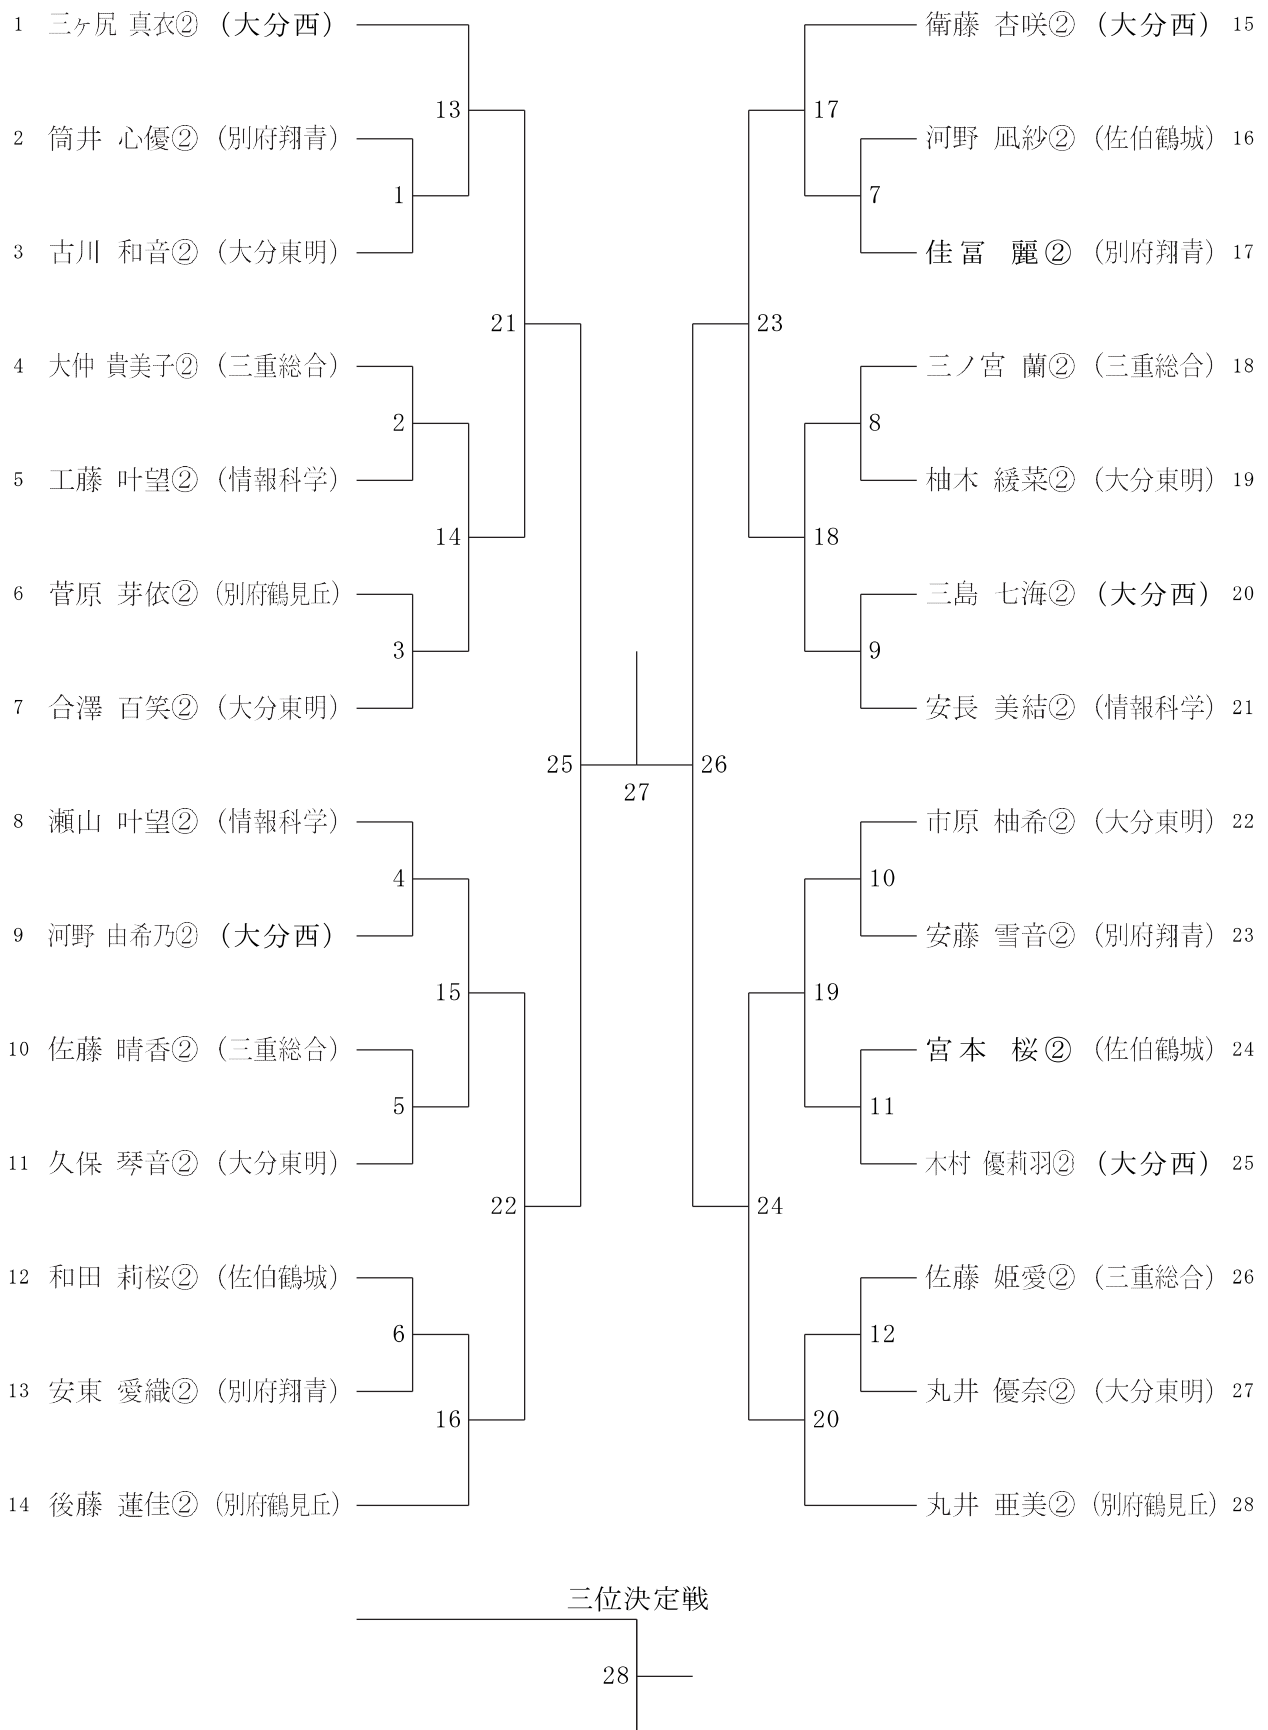 1 三ヶ尻 真衣② (大分西)
13
2 筒井 心優② (別府翔青)
1
3 古川 和音② (大分東明)
21
4 大仲 貴美子② (三重総合)
2
5 工藤 叶望② (情報科学)
14
6 菅原 芽依② (別府鶴見丘)
3
7 合澤 百笑② (大分東明)
25
8 瀬山 叶望② (情報科学)
4
9 河野 由希乃② (大分西)
15
10 佐藤 晴香② (三重総合)
5
11 久保 琴音② (大分東明)
22
12 和田 莉桜② (佐伯鶴城)
6
13 安東 愛織② (別府翔青)
16
14 後藤 蓮佳② (別府鶴見丘)
27
衛藤 杏咲② (大分西) 15
17
河野 凪紗② (佐伯鶴城) 16
7
佳冨 麗② (別府翔青) 17
23
三ノ宮 蘭② (三重総合) 18
8
柚木 緩菜② (大分東明) 19
18
三島 七海② (大分西) 20
9
安長 美結② (情報科学) 21
26
市原 柚希② (大分東明) 22
10
安藤 雪音② (別府翔青) 23
19
宮本 桜② (佐伯鶴城) 24
11
木村 優莉羽② (大分西) 25
24
佐藤 姫愛② (三重総合) 26
12
丸井 優奈② (大分東明) 27
20
丸井 亜美② (別府鶴見丘) 28
三位決定戦
28